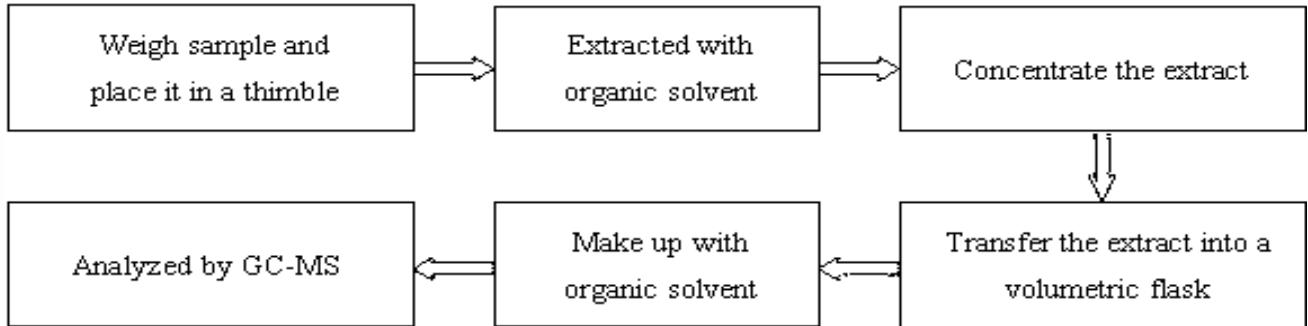 Weigh sample and
place it in a thimble
Extracted with
organic solvent
Concentrate the extract
Transfer the extract into a
volumetric flask
Make up with
organic solvent
Analyzed by GC-MS